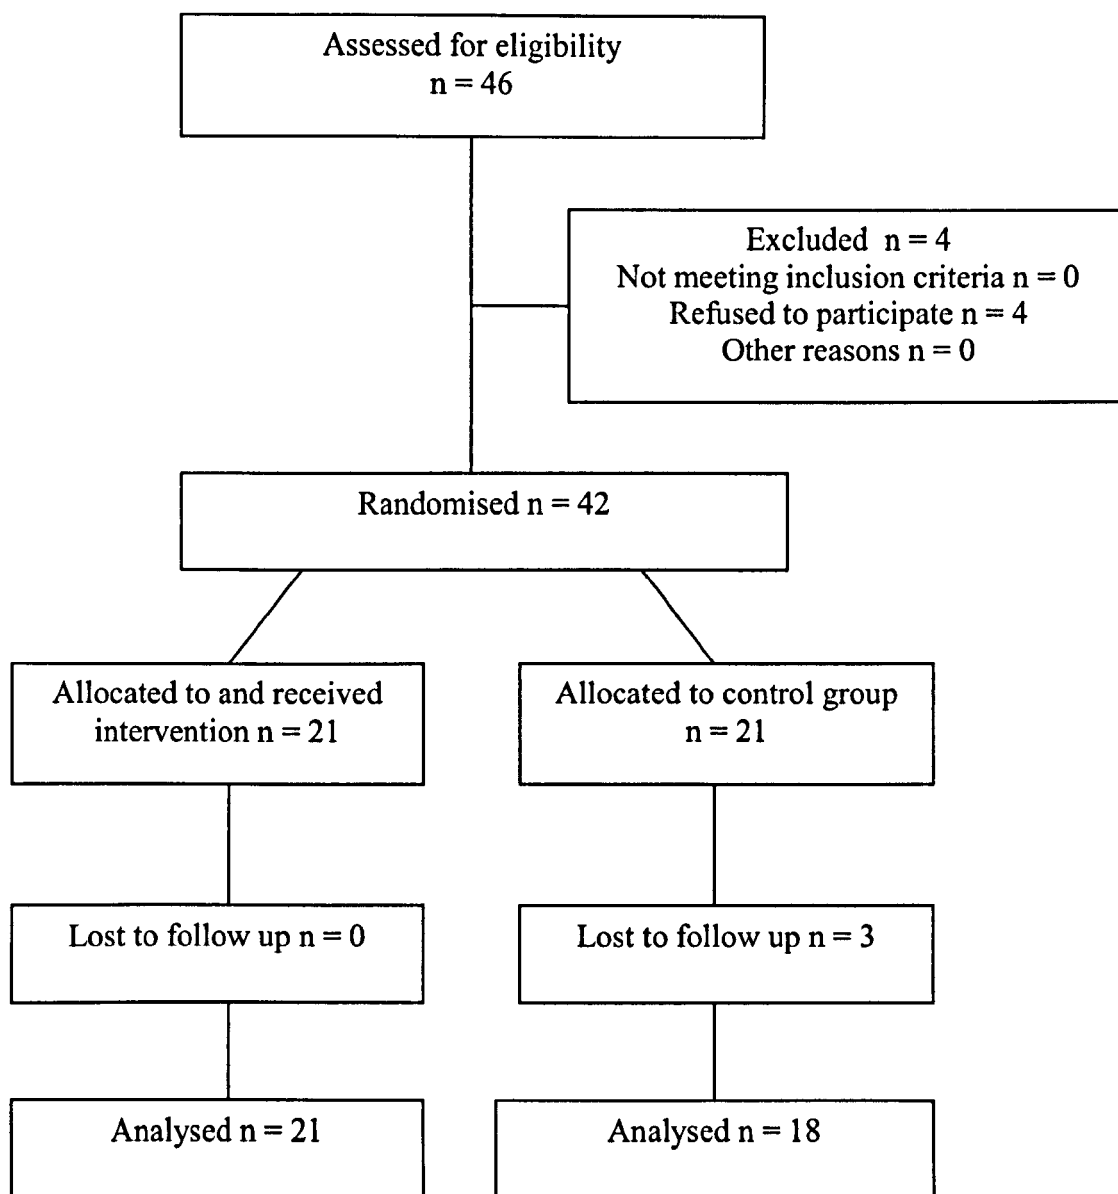 Assessed for eligibility
n = 46
Excluded n = 4
Not meeting inclusion criteria n = 0
Refused to participate n = 4
Other reasons n = 0
Randomised n = 42
Allocated to and received
intervention n = 21
Allocated to control group
n = 21
Lost to follow up n = 0
Lost to follow up n = 3
Analysed n = 21
Analysed n = 18